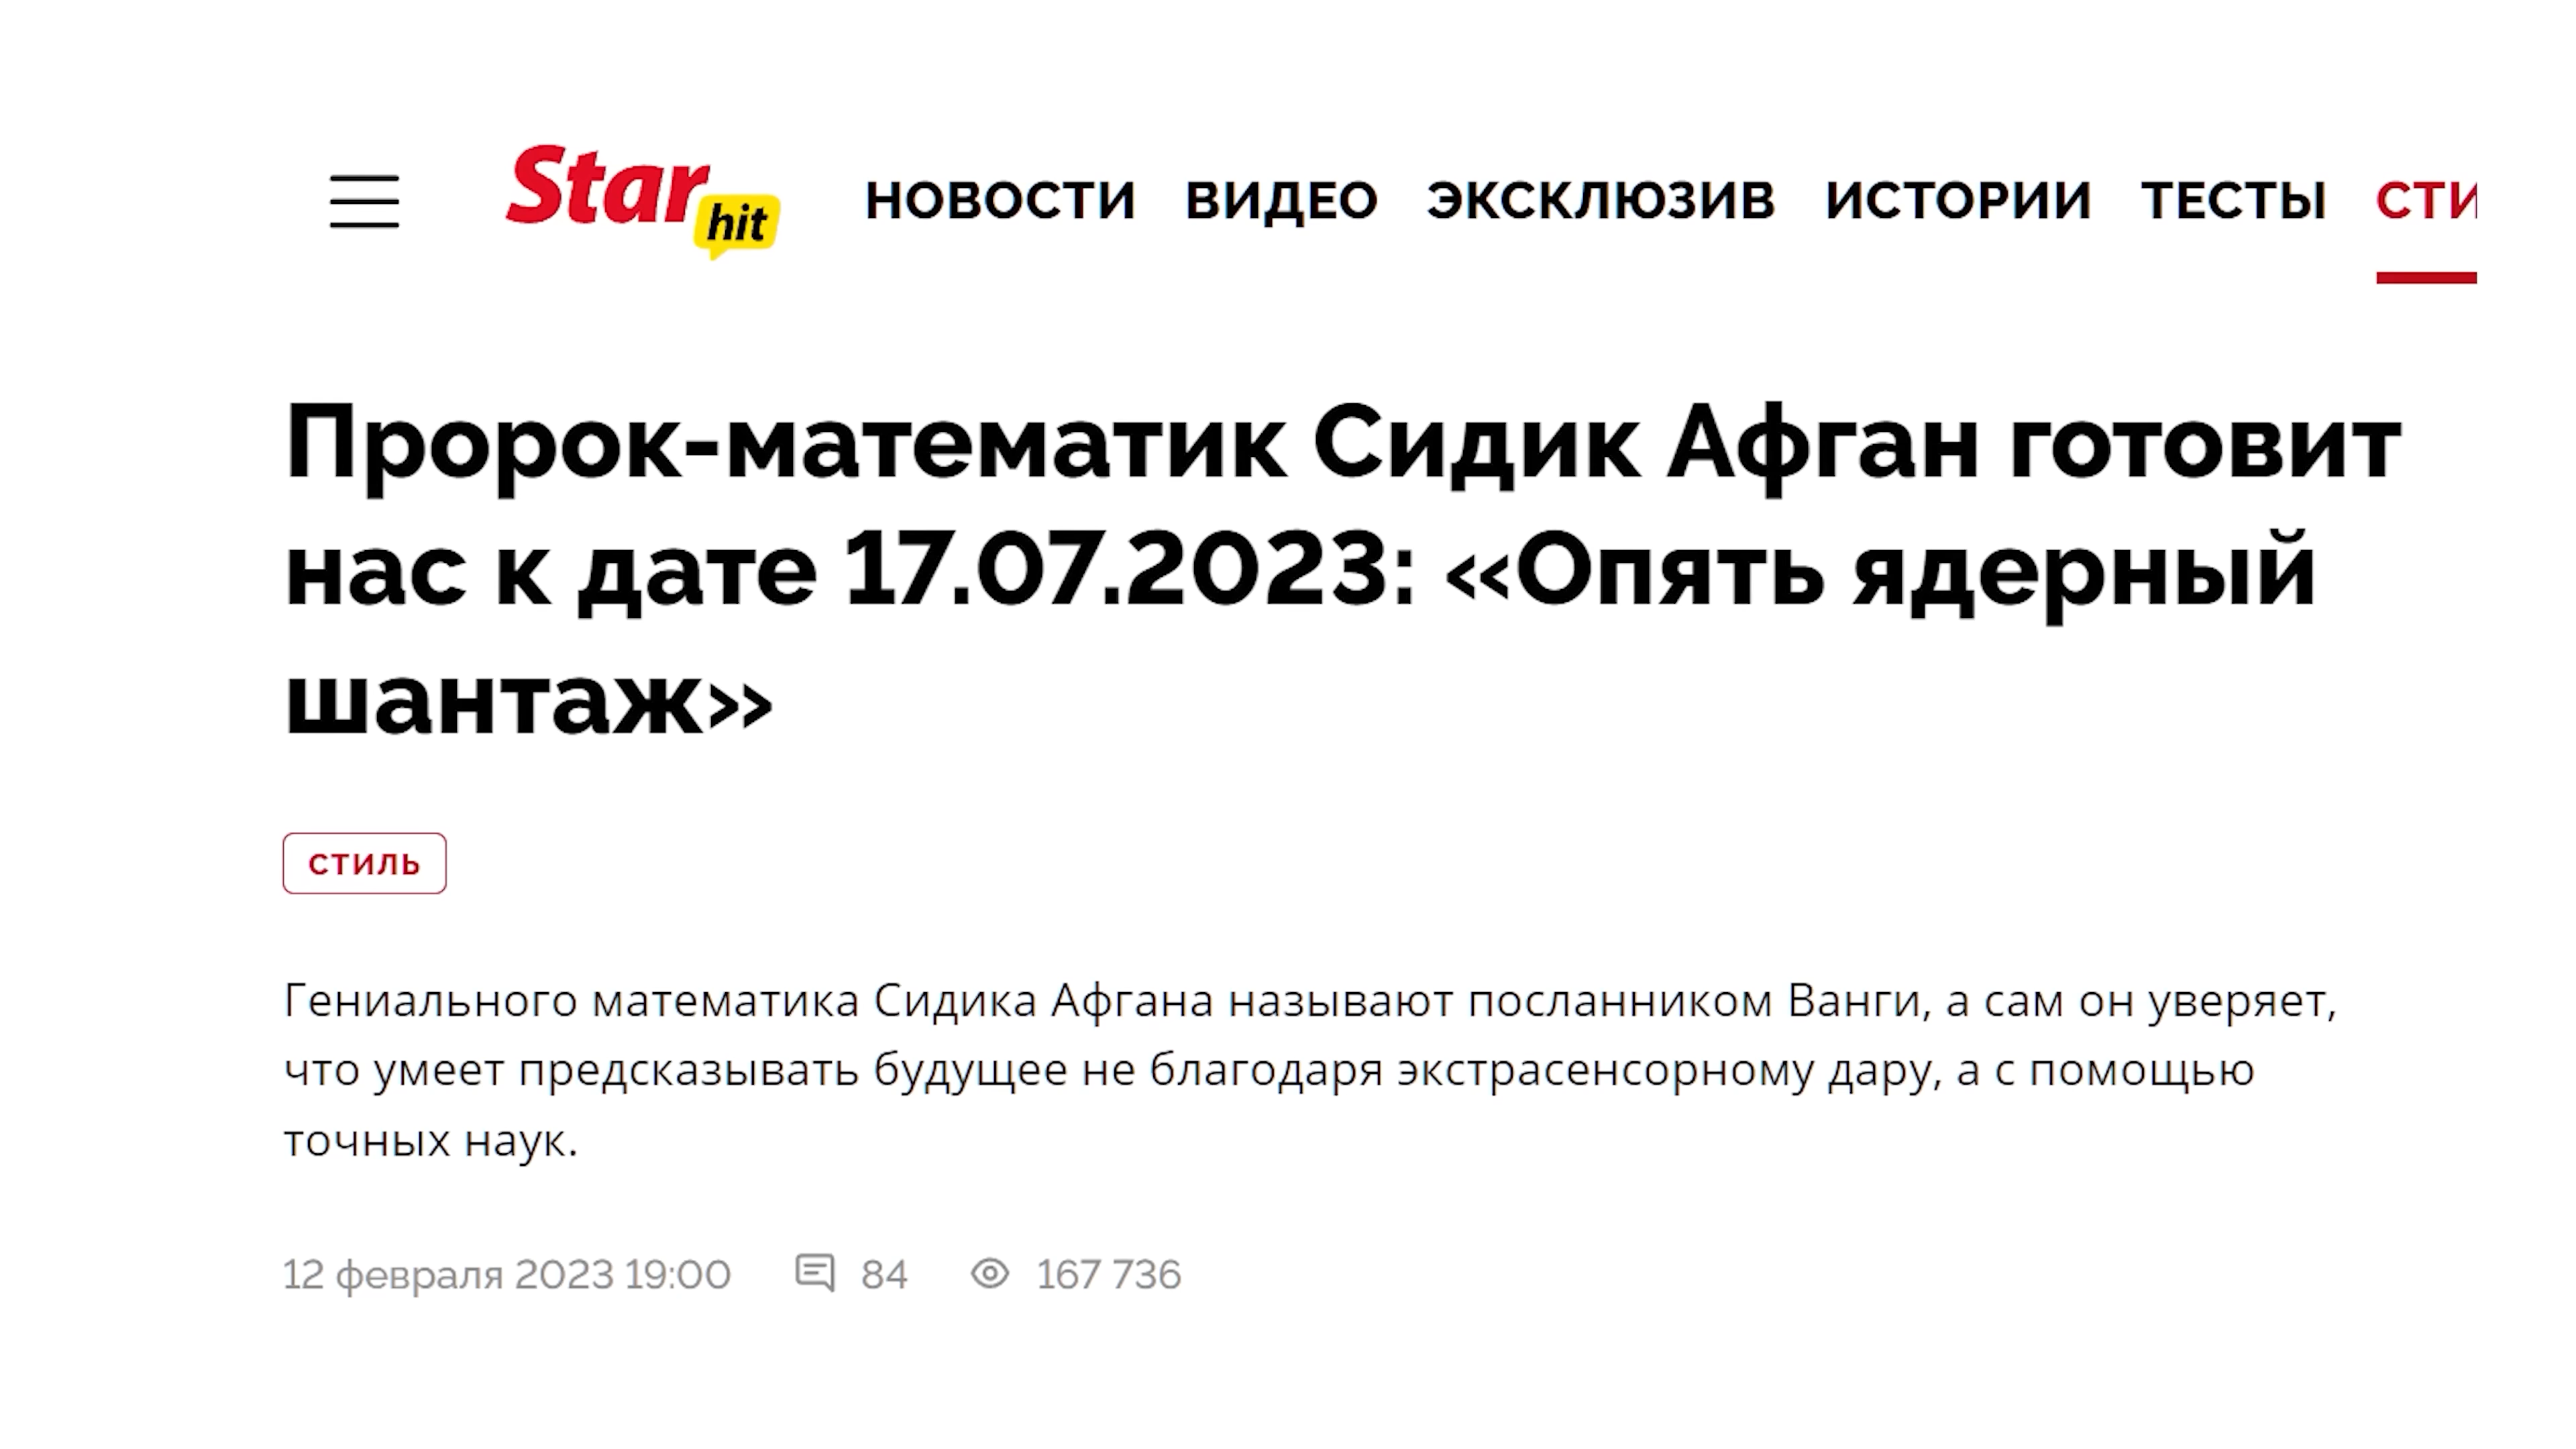 Star hit НОВОСТИ ВИДЕО ЭКСКЛЮЗИВ ИСТОРИИ ТЕСТЫ СТИ
Пророк-математик Сидик Афган готовит
нас к дате 17.07.2023: «Опять ядерный
шантаж»
СТИЛЬ
Гениального математика Сидика Афгана называют посланником Ванги, а сам он уверяет,
что умеет предсказывать будущее не благодаря экстрасенсорному дару, а с помощью
точных наук.
12 февраля 2023 19:00 84 167 736